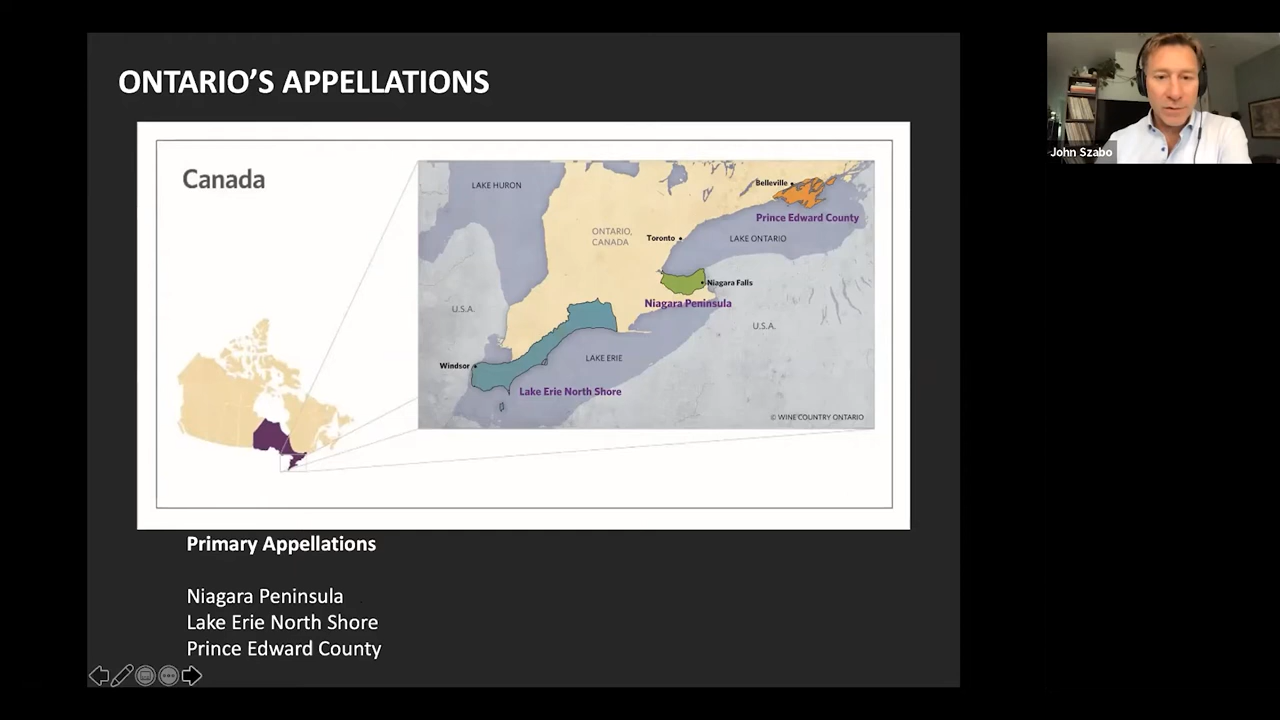 ONTARIO’S APPELLATIONS
John Szabo
Canada
LAKE HURON
Belleville
Prince Edward County
ONTARIO,
CANADA
Toronto
LAKE ONTARIO
Niagara Falls
Niagara Peninsula
U.S.A.
U.S.A.
LAKE ERIE
Windsor
Lake Erie North Shore
© WINE COUNTRY ONTARIO
Primary Appellations
Niagara Peninsula
Lake Erie North Shore
Prince Edward County